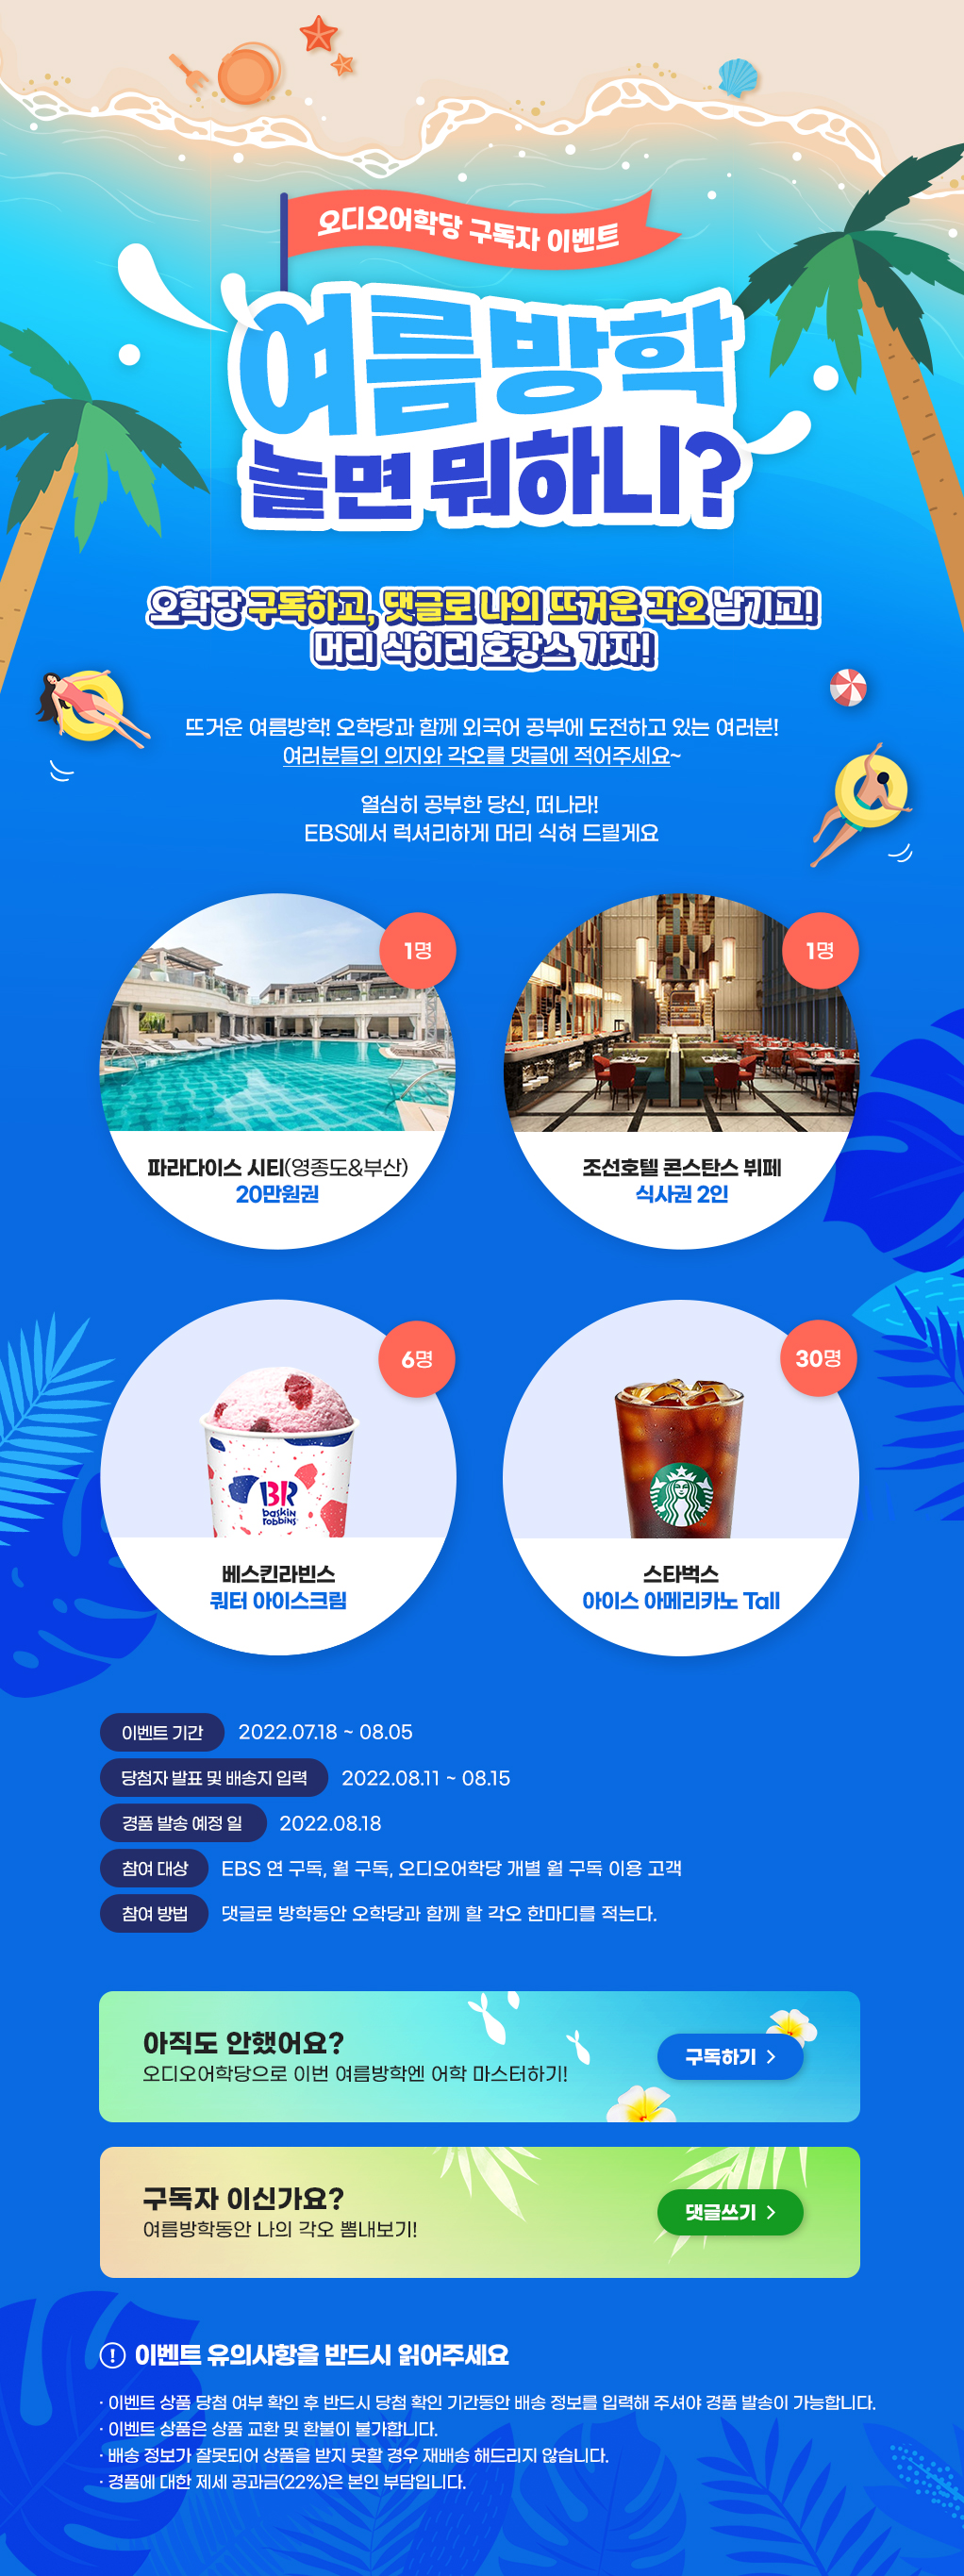 오디오어학당 구독자 이벤트
여름방학
놀면 뭐하니?
오학당 구독하고, 댓글로 나의 뜨거운 각오 남기고!
머리 식히러 호캉스 가자!
뜨거운 여름방학! 오학당과 함께 외국어 공부에 도전하고 있는 여러분!
여러분들의 의지와 각오를 댓글에 적어주세요~
열심히 공부한 당신, 떠나라!
EBS에서 럭셔리하게 머리 식혀 드릴게요
1명
파라다이스 시티(영종도&부산)
20만원권
1명
조선호텔 콘스탄스 뷔페
식사권 2인
6명
BR
baskin
robbins
베스킨라빈스
쿼터 아이스크림
30명
스타벅스
아이스 아메리카노 Tall
이벤트 기간 2022.07.18 ~ 08.05
당첨자 발표 및 배송지 입력 2022.08.11 ~ 08.15
경품 발송 예정 일 2022.08.18
참여 대상 EBS 연 구독, 월 구독, 오디오어학당 개별 월 구독 이용 고객
참여 방법 댓글로 방학동안 오학당과 함께 할 각오 한마디를 적는다.
아직도 안했어요?
오디오어학당으로 이번 여름방학엔 어학 마스터하기!
구독하기 >
구독자 이신가요?
여름방학동안 나의 각오 뽐내보기!
댓글쓰기 >
! 이벤트 유의사항을 반드시 읽어주세요
· 이벤트 상품 당첨 여부 확인 후 반드시 당첨 확인 기간동안 배송 정보를 입력해 주셔야 경품 발송이 가능합니다.
· 이벤트 상품은 상품 교환 및 환불이 불가합니다.
· 배송 정보가 잘못되어 상품을 받지 못할 경우 재배송 해드리지 않습니다.
· 경품에 대한 제세 공과금(22%)은 본인 부담입니다.